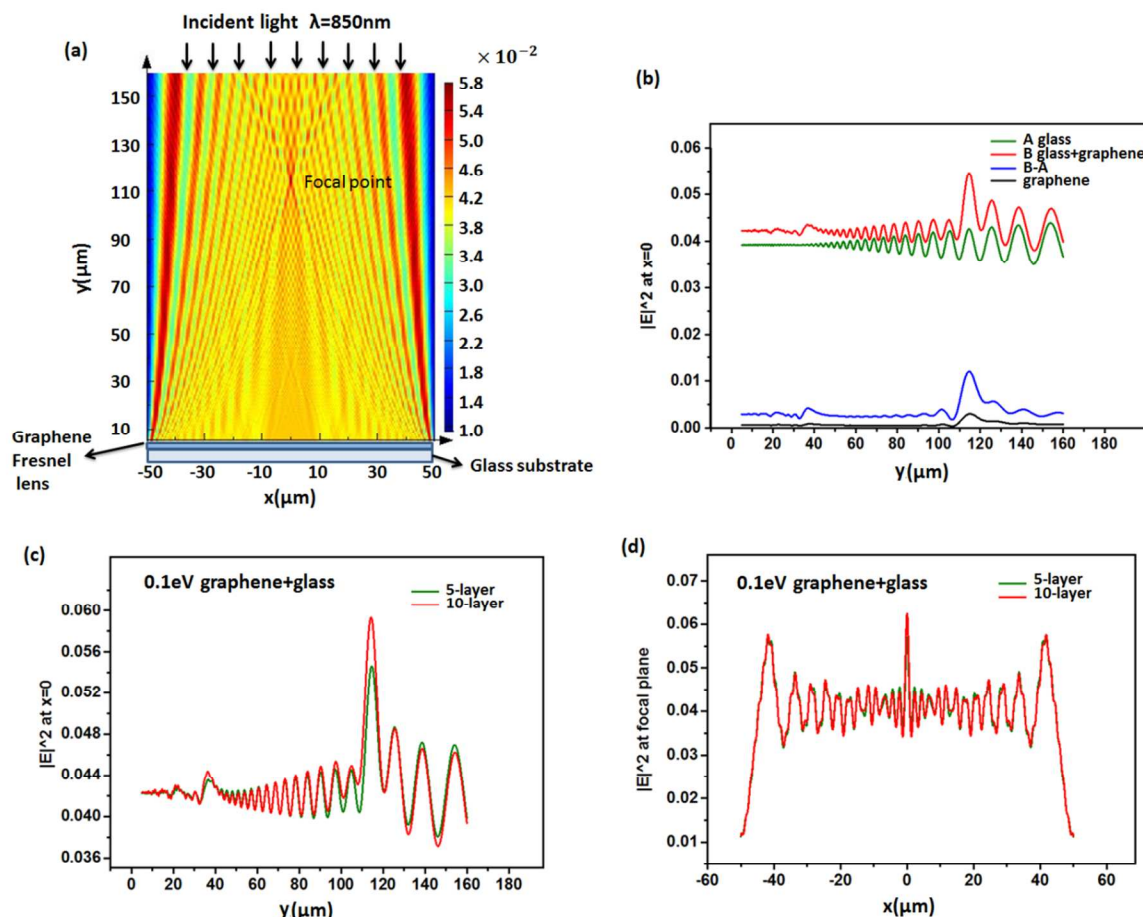 Incident light λ=850nm
(a)
× 10⁻²
y(μm)
150
130
110
90
70
50
30
10
Focal point
5.8
5.0
4.6
4.2
3.8
3.4
3.0
2.6
2.2
1.8
1.4
1.0
Graphene
Fresnel
lens
Glass substrate
-50 -30 -10 10 30 50
x(μm)
(b)
A glass
B glass+graphene
B-A
graphene
|E|^2 at x=0
0.06
0.05
0.04
0.03
0.02
0.01
0.00
0 20 40 60 80 100 120 140 160 180
y(μm)
(c)
0.1eV graphene+glass
5-layer
10-layer
|E|^2 at x=0
0.060
0.056
0.052
0.048
0.044
0.040
0.036
0 20 40 60 80 100 120 140 160 180
y(μm)
(d)
0.1eV graphene+glass
5-layer
10-layer
|E|^2 at focal plane
0.07
0.06
0.05
0.04
0.03
0.02
0.01
-60 -40 -20 0 20 40 60
x(μm)